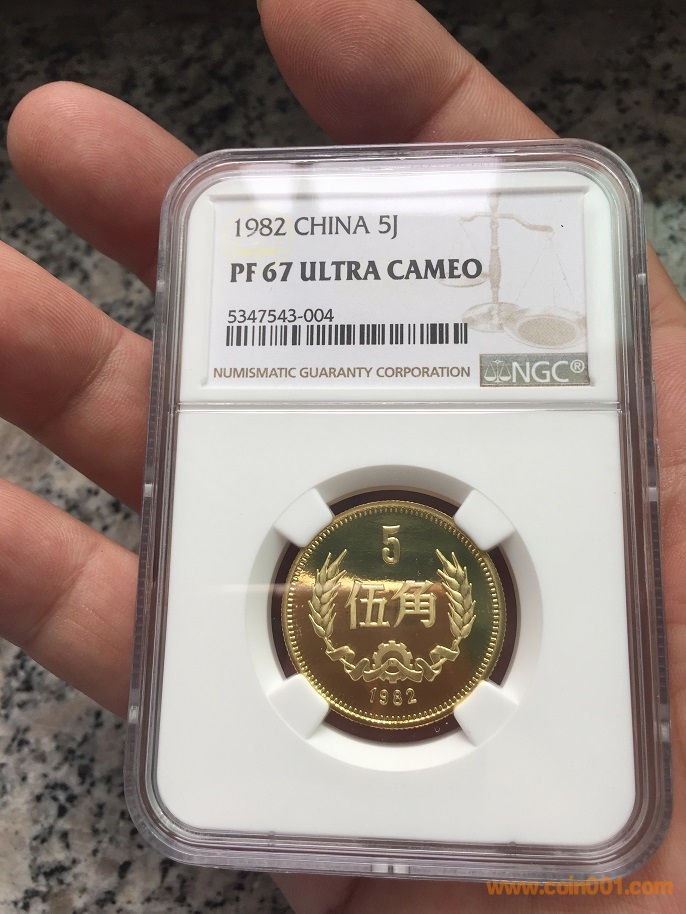 1982 CHINA 5J
PF 67 ULTRA CAMEO
5347543-004
NUMISMATIC GUARANTY CORPORATION
NGC®
5
伍角
1982
www.coin001.com